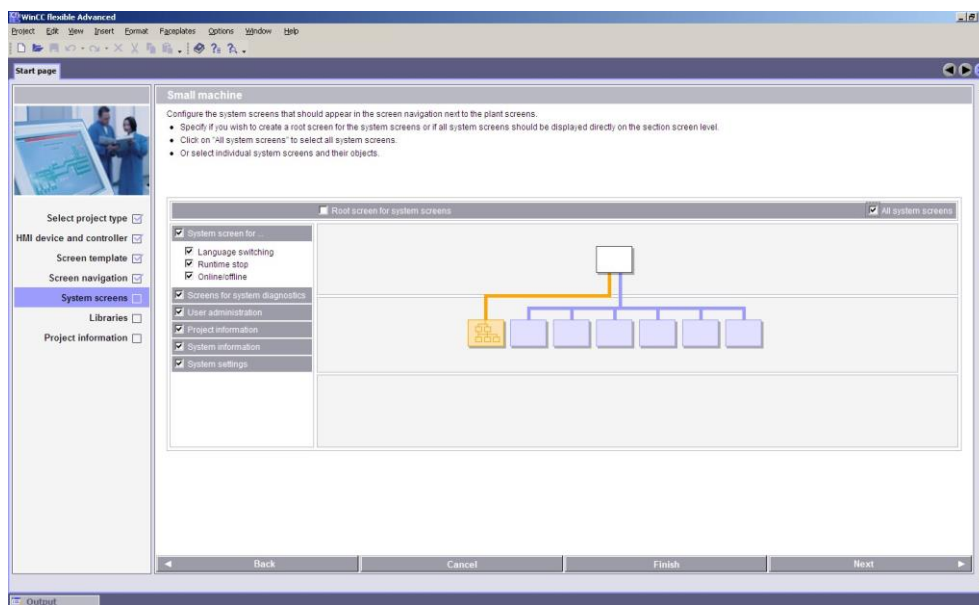 WinCC flexible Advanced
Project Edit View Insert Format Faceplates Options Window Help
Start page
Small machine
Configure the system screens that should appear in the screen navigation next to the plant screens.
Specify if you wish to create a root screen for the system screens or if all system screens should be displayed directly on the section screen level.
Click on "All system screens" to select all system screens.
Or select individual system screens and their objects.
Select project type
HMI device and controller
Screen template
Screen navigation
System screens
Libraries
Project information
Root screen for system screens
All system screens
System screen for ...
Language switching
Runtime stop
Online/offline
Screens for system diagnostics
User administration
Project information
System information
System settings
Back Cancel Finish Next
Output